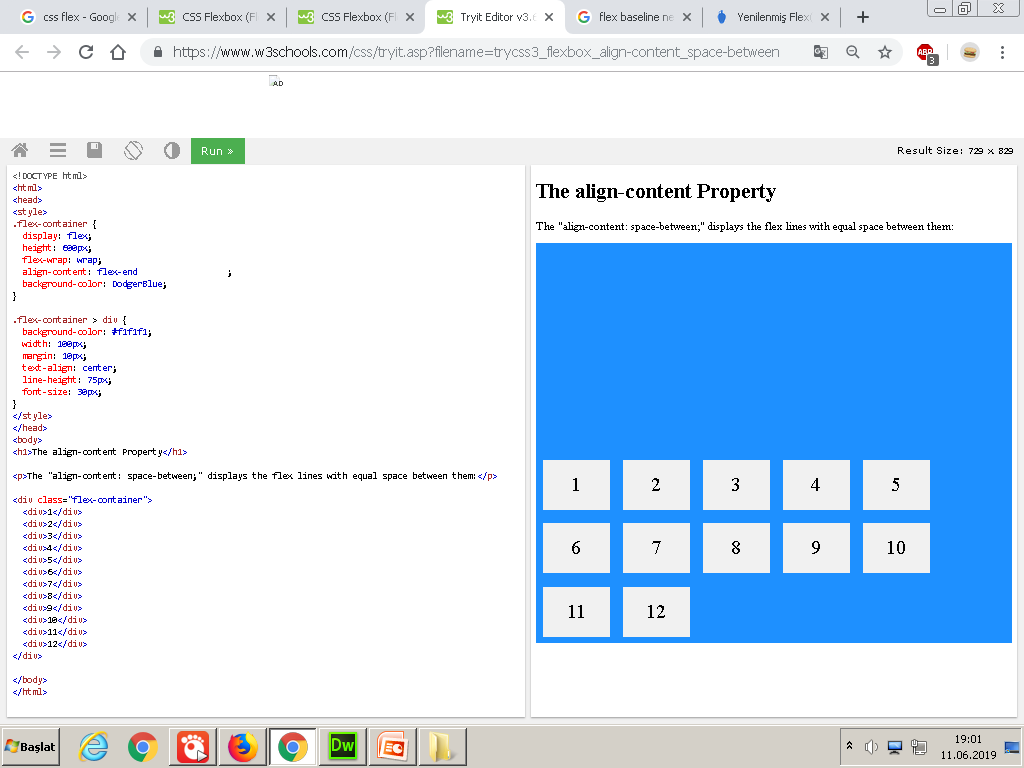 css flex - Google
CSS Flexbox (Fl
CSS Flexbox (Fl
Tryit Editor v3.6
flex baseline ne
Yenilenmiş Flex
https://www.w3schools.com/css/tryit.asp?filename=trycss3_flexbox_align-content_space-between
ABP
3
AD
Run »
Result Size: 729 x 829
<!DOCTYPE html>
<html>
<head>
<style>
.flex-container {
  display: flex;
  height: 600px;
  flex-wrap: wrap;
  align-content: flex-end                  ;
  background-color: DodgerBlue;
}
.flex-container > div {
  background-color: #f1f1f1;
  width: 100px;
  margin: 10px;
  text-align: center;
  line-height: 75px;
  font-size: 30px;
}
</style>
</head>
<body>
<h1>The align-content Property</h1>
<p>The "align-content: space-between;" displays the flex lines with equal space between them:</p>
<div class="flex-container">
  <div>1</div>
  <div>2</div>
  <div>3</div>
  <div>4</div>
  <div>5</div>
  <div>6</div>
  <div>7</div>
  <div>8</div>
  <div>9</div>
  <div>10</div>
  <div>11</div>
  <div>12</div>
</div>
</body>
</html>
The align-content Property
The "align-content: space-between;" displays the flex lines with equal space between them:
1 2 3 4 5
6 7 8 9 10
11 12
Başlat
Dw
19:01
11.06.2019